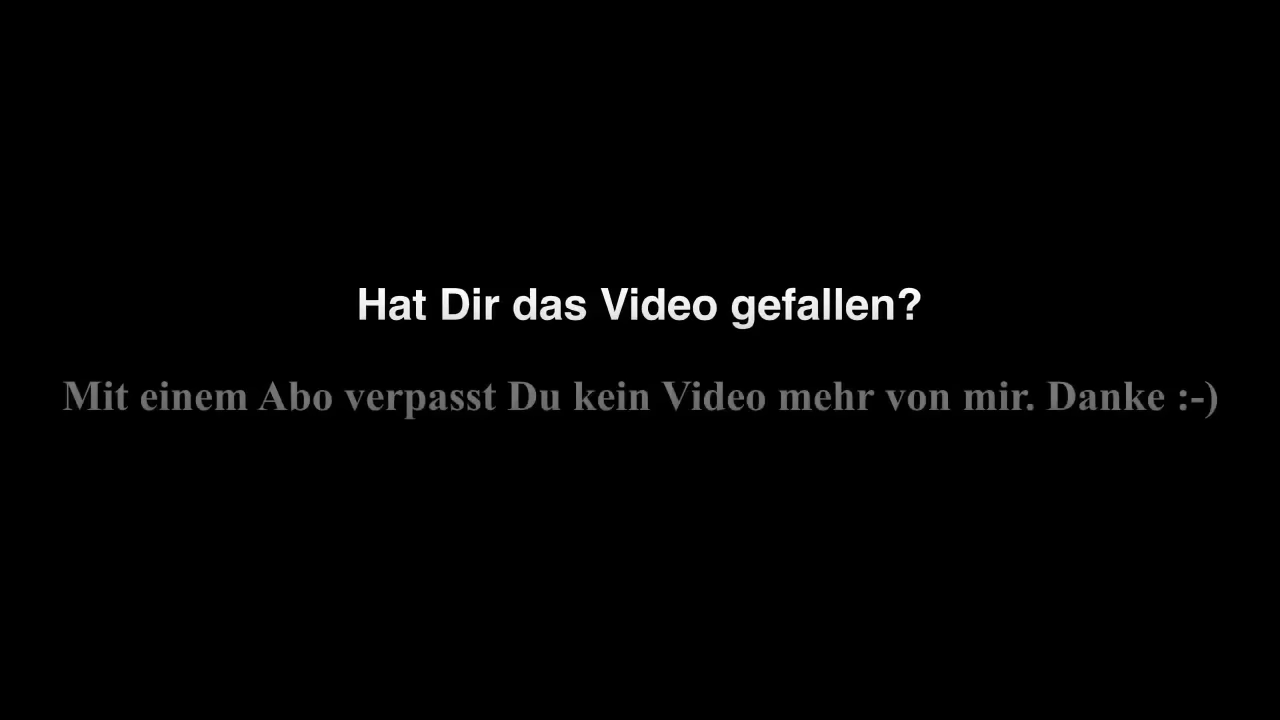 Hat Dir das Video gefallen?
Mit einem Abo verpasst Du kein Video mehr von mir. Danke :-)